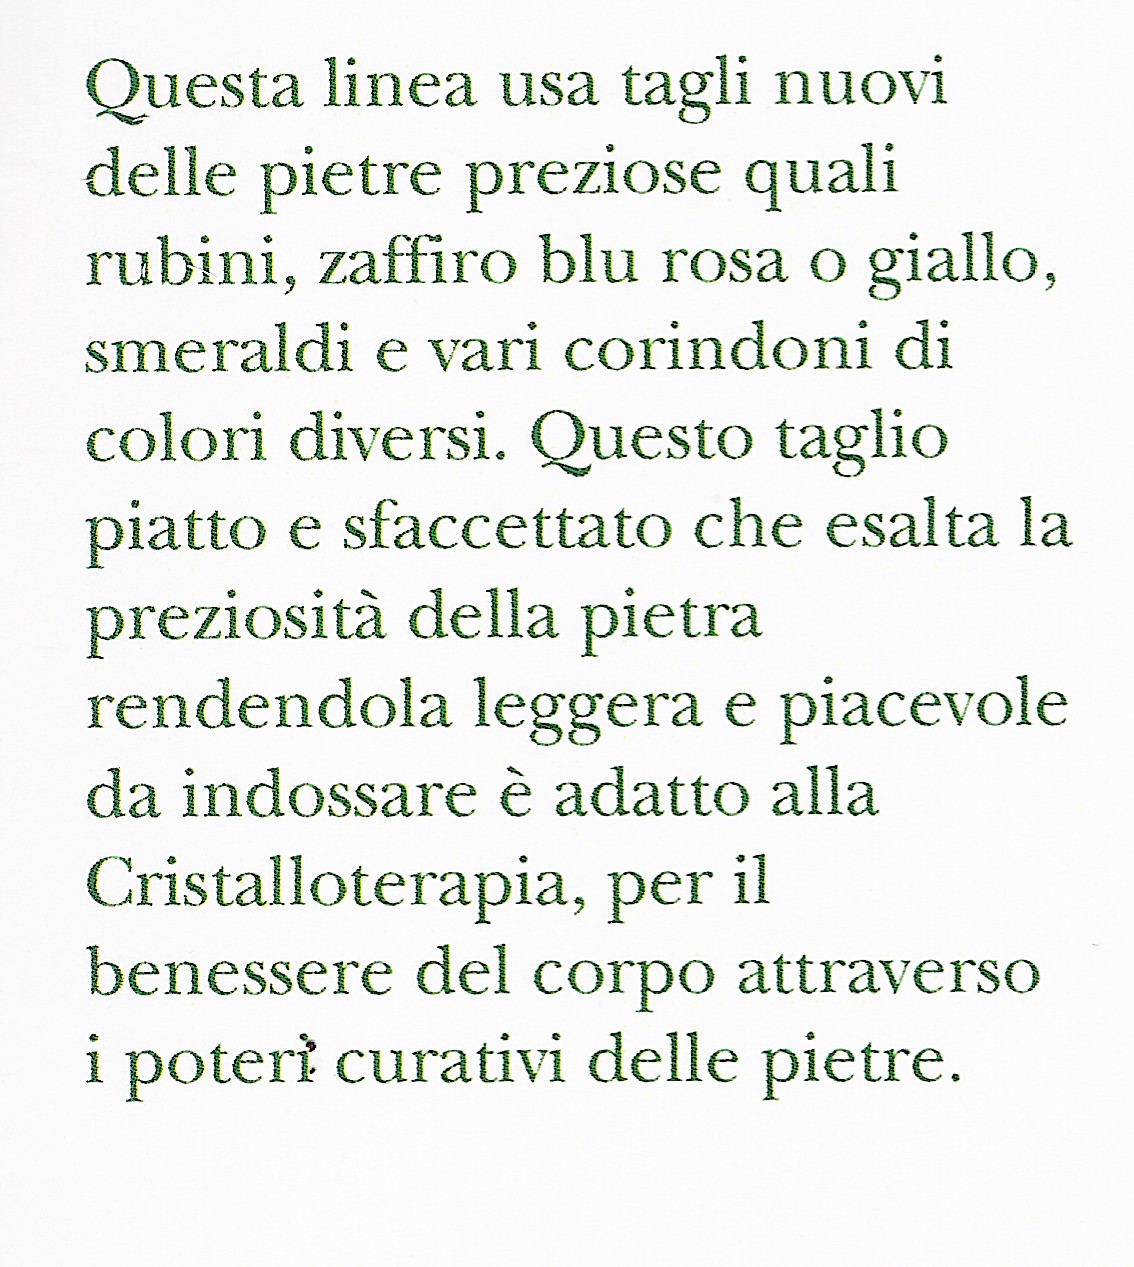 Questa linea usa tagli nuovi
delle pietre preziose quali
rubini, zaffiro blu rosa o giallo,
smeraldi e vari corindoni di
colori diversi. Questo taglio
piatto e sfaccettato che esalta la
preziosità della pietra
rendendola leggera e piacevole
da indossare è adatto alla
Cristalloterapia, per il
benessere del corpo attraverso
i poteri curativi delle pietre.